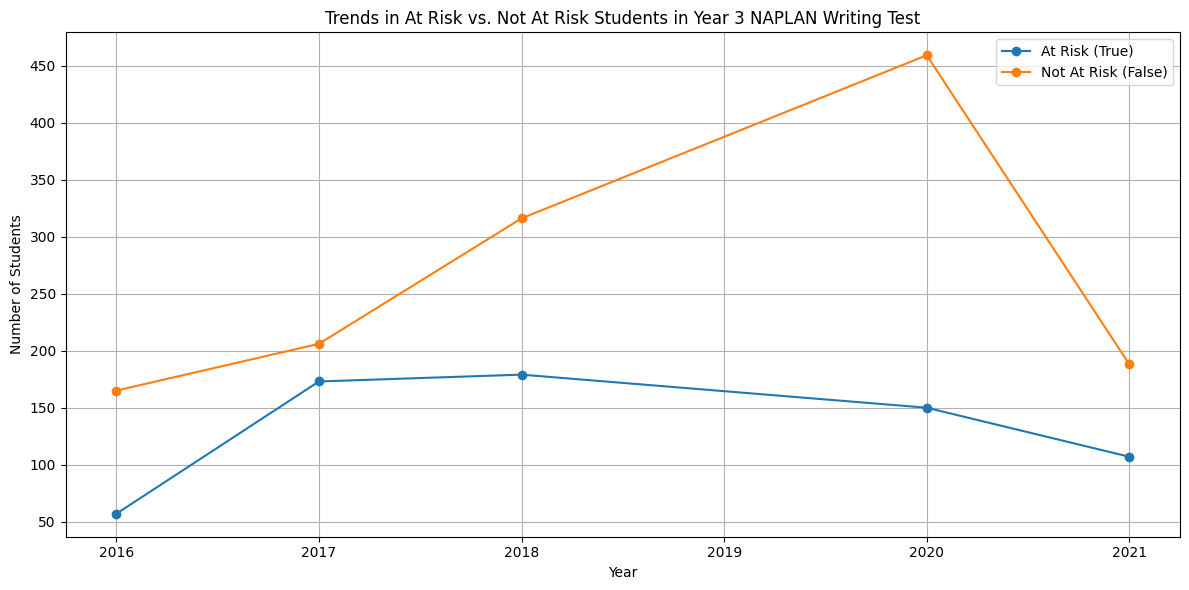 Trends in At Risk vs. Not At Risk Students in Year 3 NAPLAN Writing Test
At Risk (True)
Not At Risk (False)
Number of Students
450
400
350
300
250
200
150
100
50
2016 2017 2018 2019 2020 2021
Year